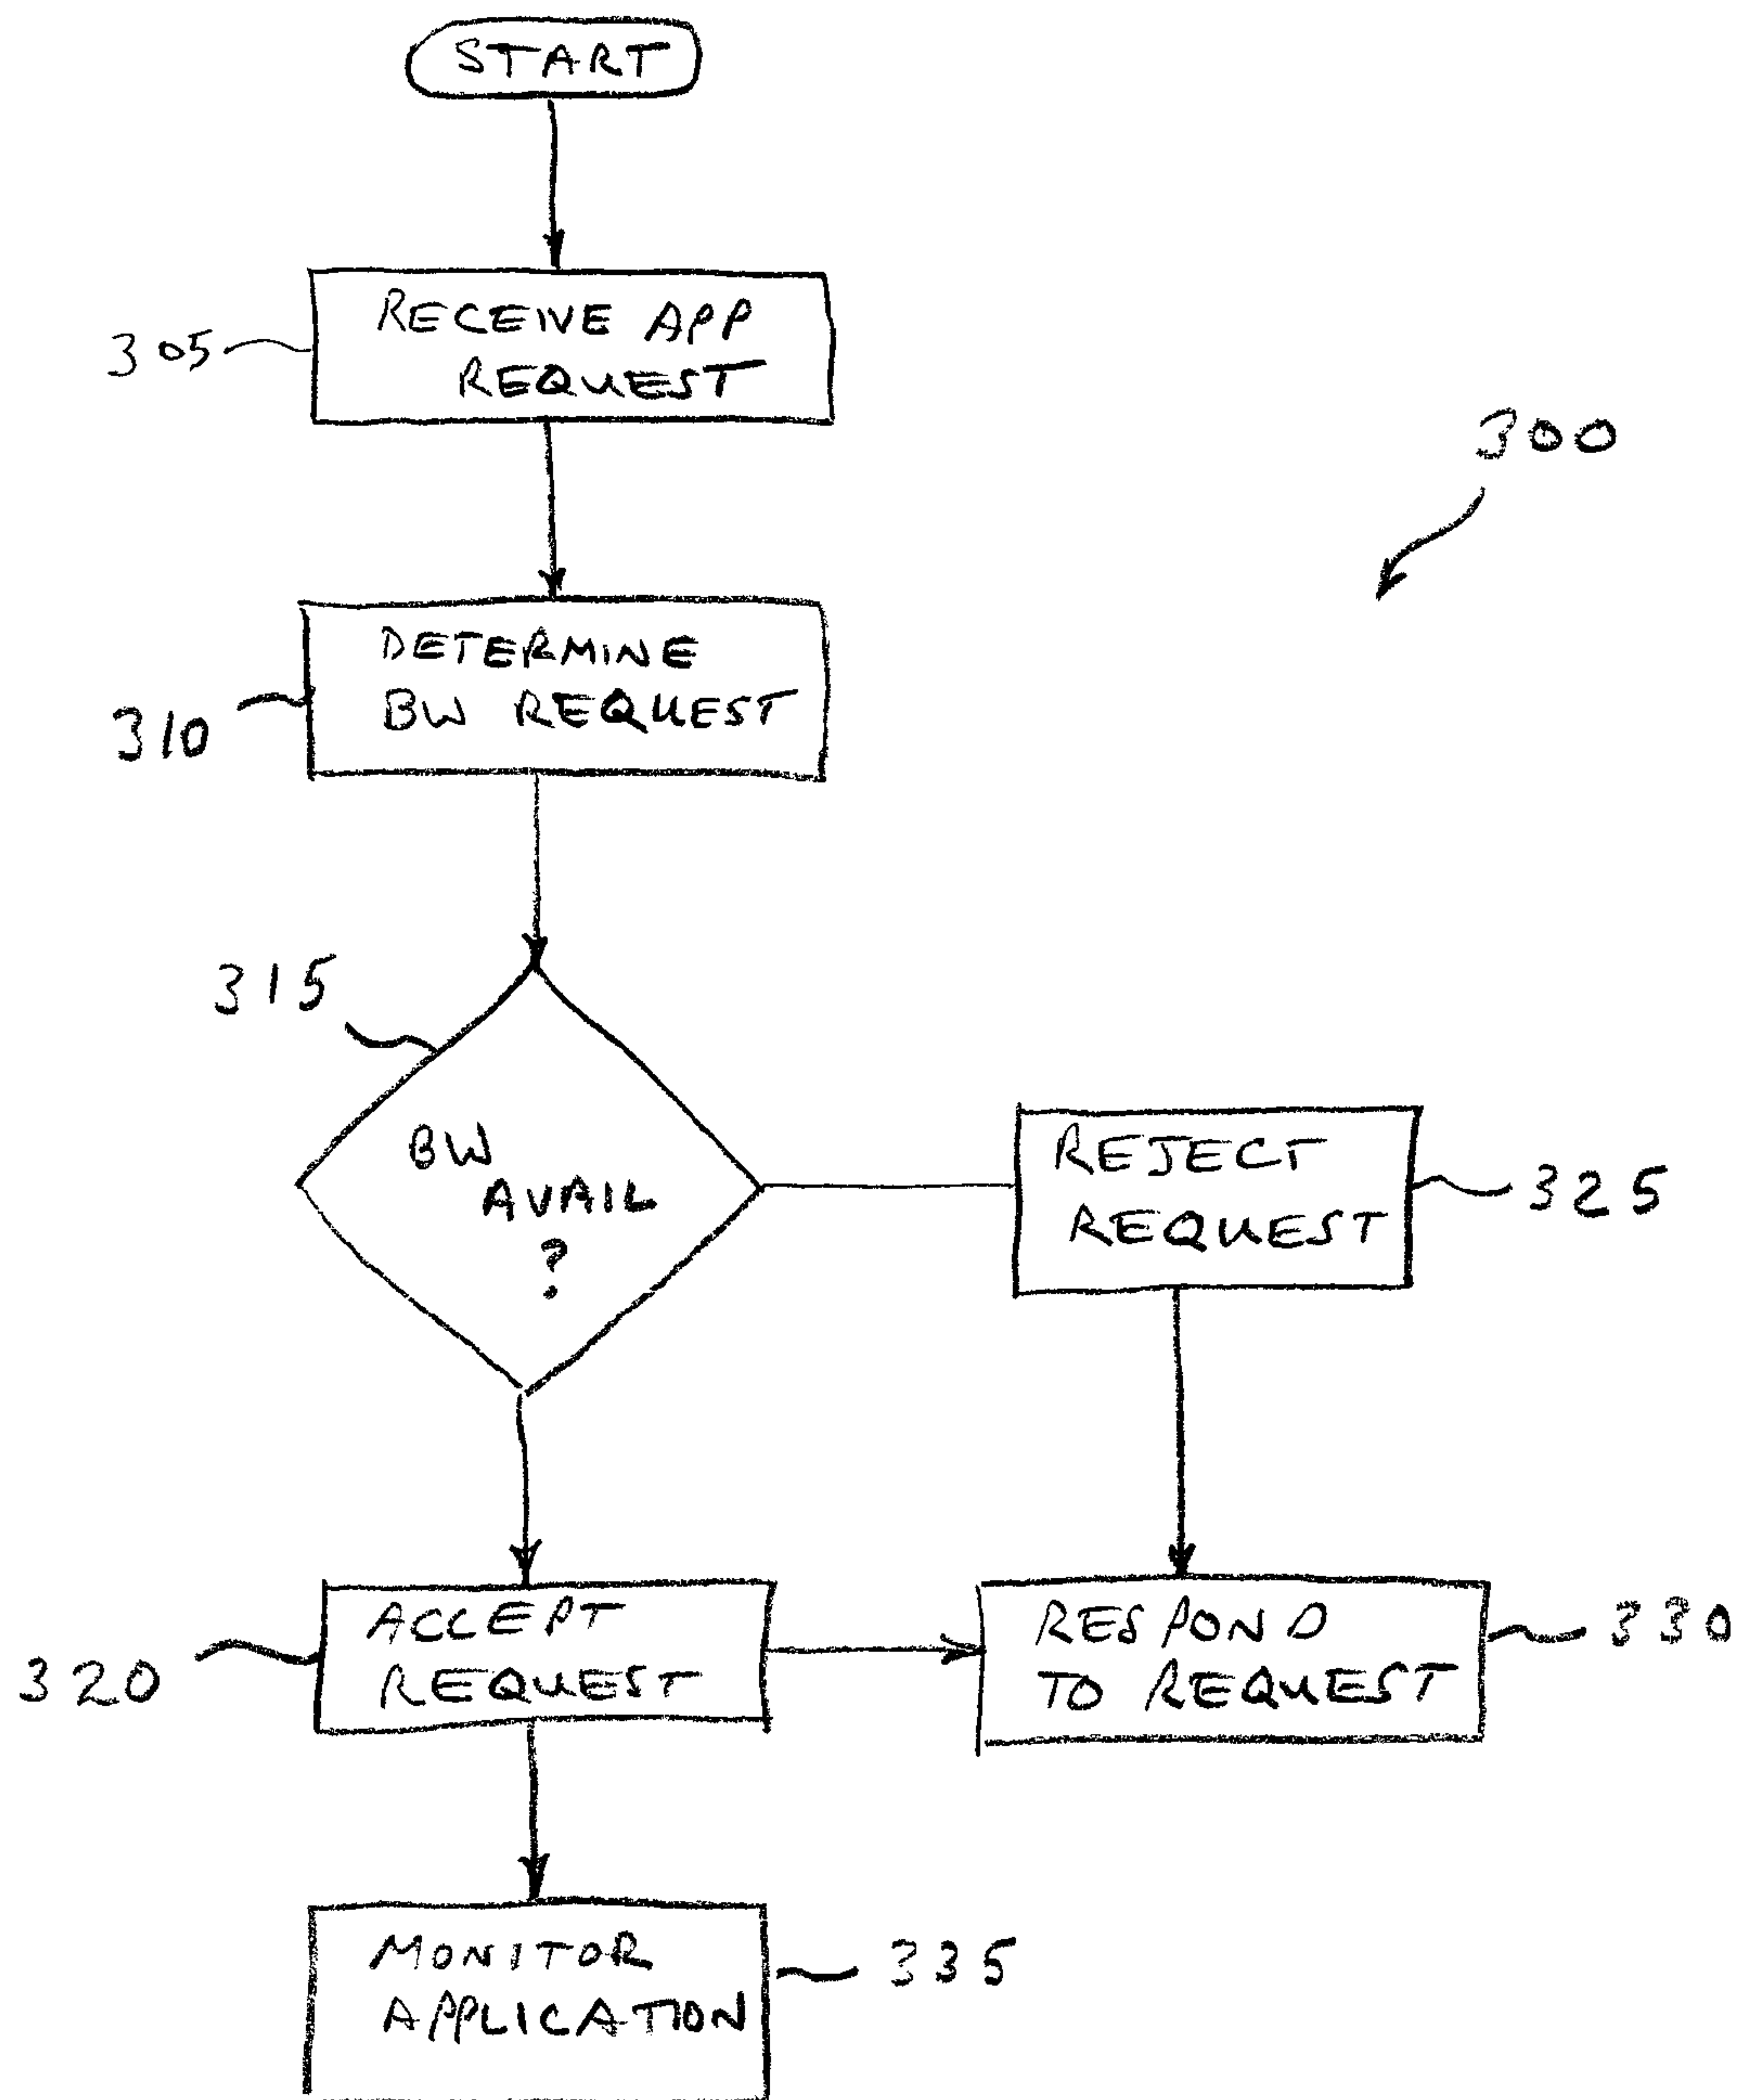 START
RECEIVE APP
REQUEST
305
300
DETERMINE
BW REQUEST
310
315
BW
AVAIL
?
REJECT
REQUEST
325
ACCEPT
REQUEST
320
RESPOND
TO REQUEST
330
MONITOR
APPLICATION
335